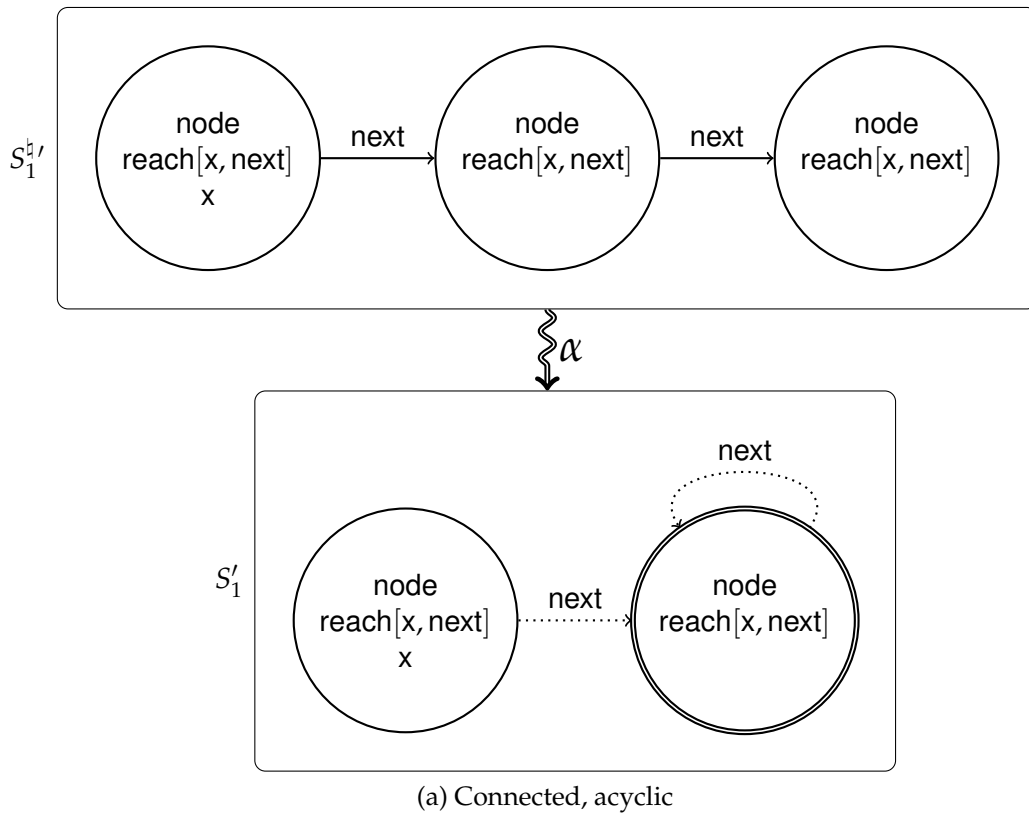 node
reach[x, next]
x
next
node
reach[x, next]
next
node
reach[x, next]
S₁♮′
α
next
node
reach[x, next]
x
next
node
reach[x, next]
S₁′
(a) Connected, acyclic